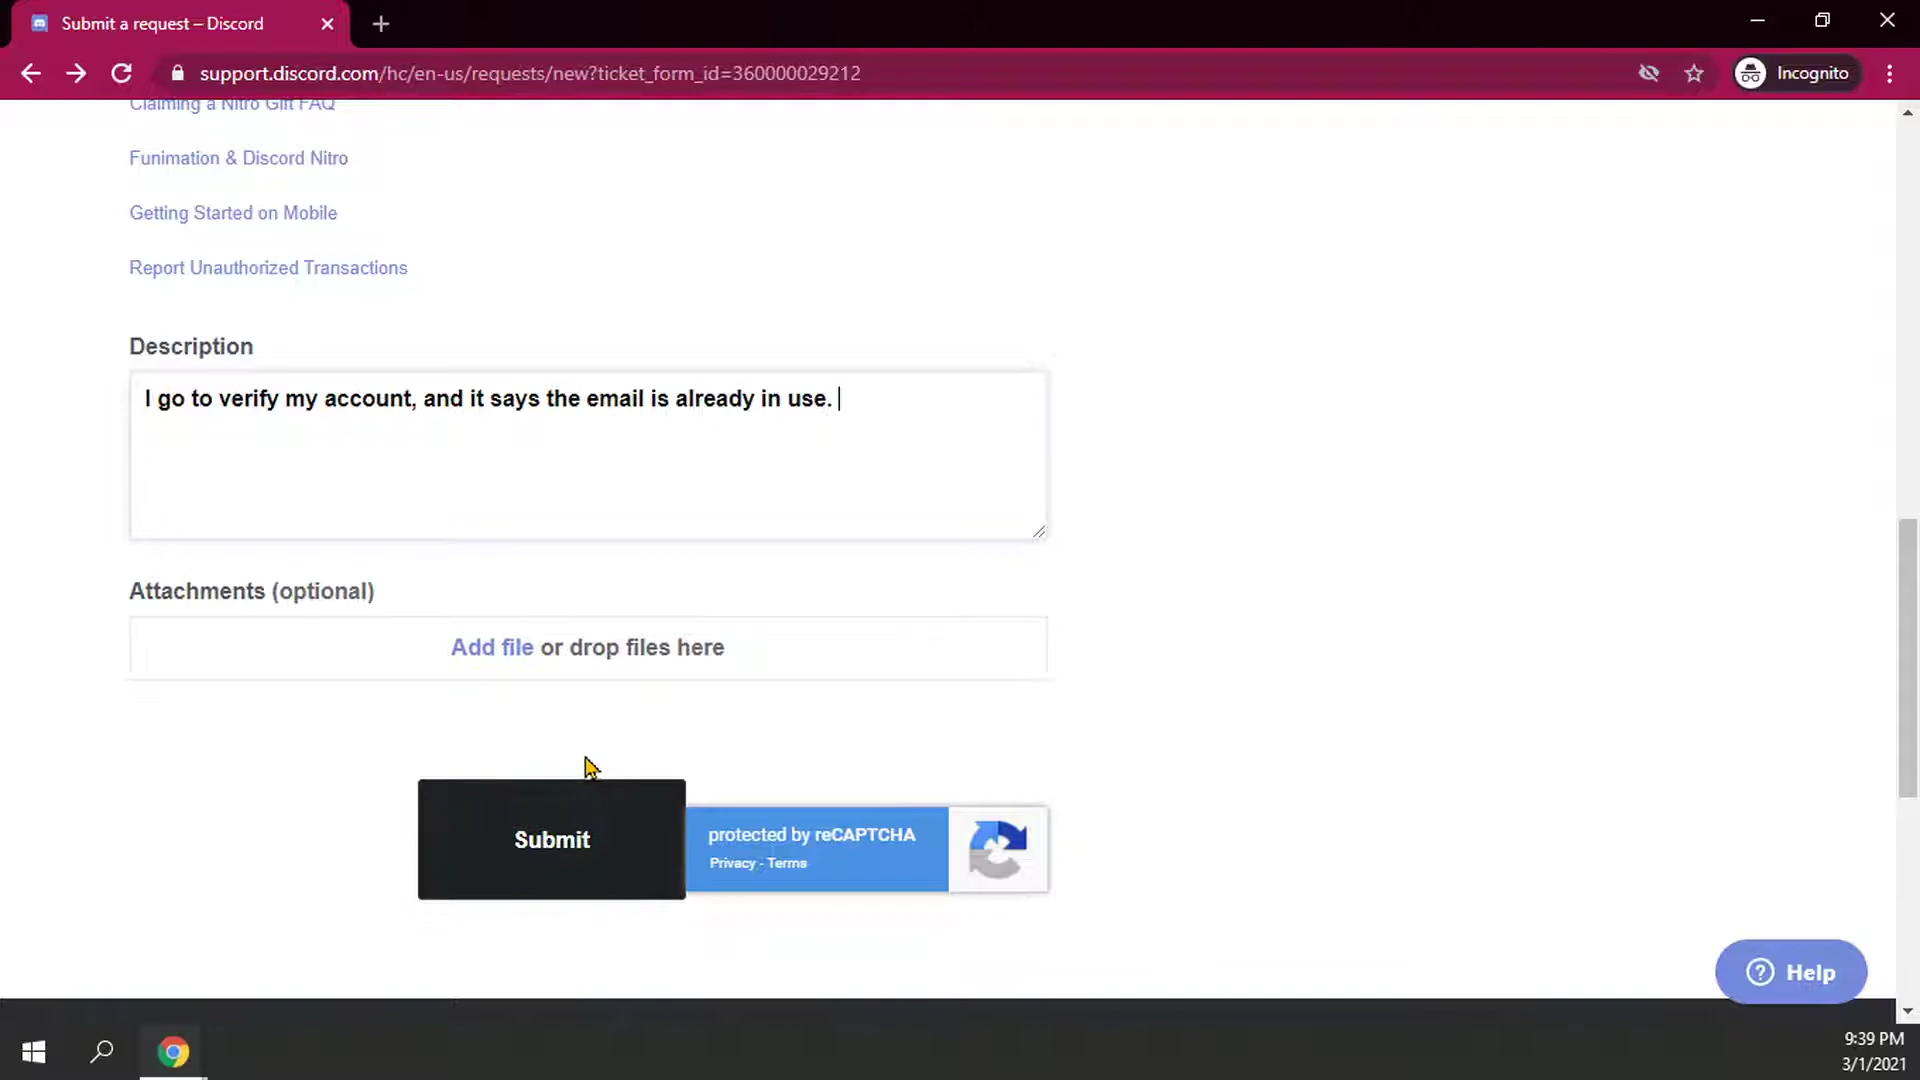 Submit a request – Discord
support.discord.com/hc/en-us/requests/new?ticket_form_id=360000029212
Incognito
Claiming a Nitro Gift FAQ
Funimation & Discord Nitro
Getting Started on Mobile
Report Unauthorized Transactions
Description
I go to verify my account, and it says the email is already in use.
Attachments (optional)
Add file or drop files here
Submit
protected by reCAPTCHA
Privacy - Terms
Help
9:39 PM
3/1/2021